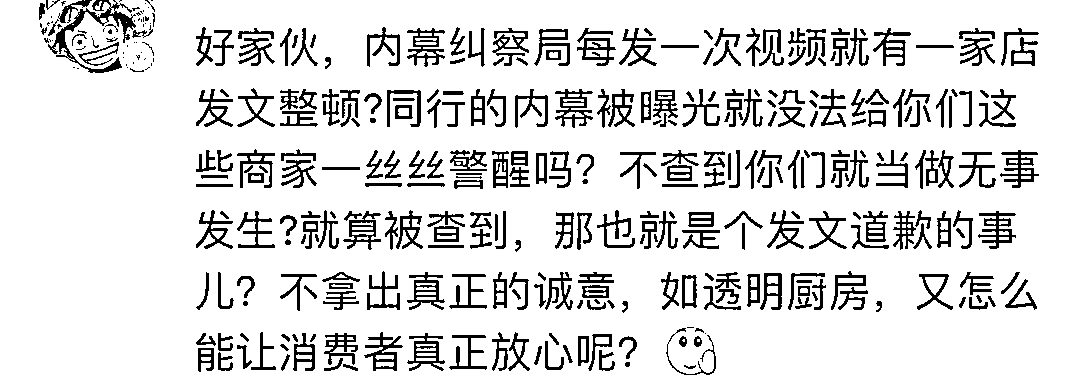 好家伙，内幕纠察局每发一次视频就有一家店
发文整顿?同行的内幕被曝光就没法给你们这
些商家一丝丝警醒吗？不查到你们就当做无事
发生?就算被查到，那也就是个发文道歉的事
儿？不拿出真正的诚意，如透明厨房，又怎么
能让消费者真正放心呢？